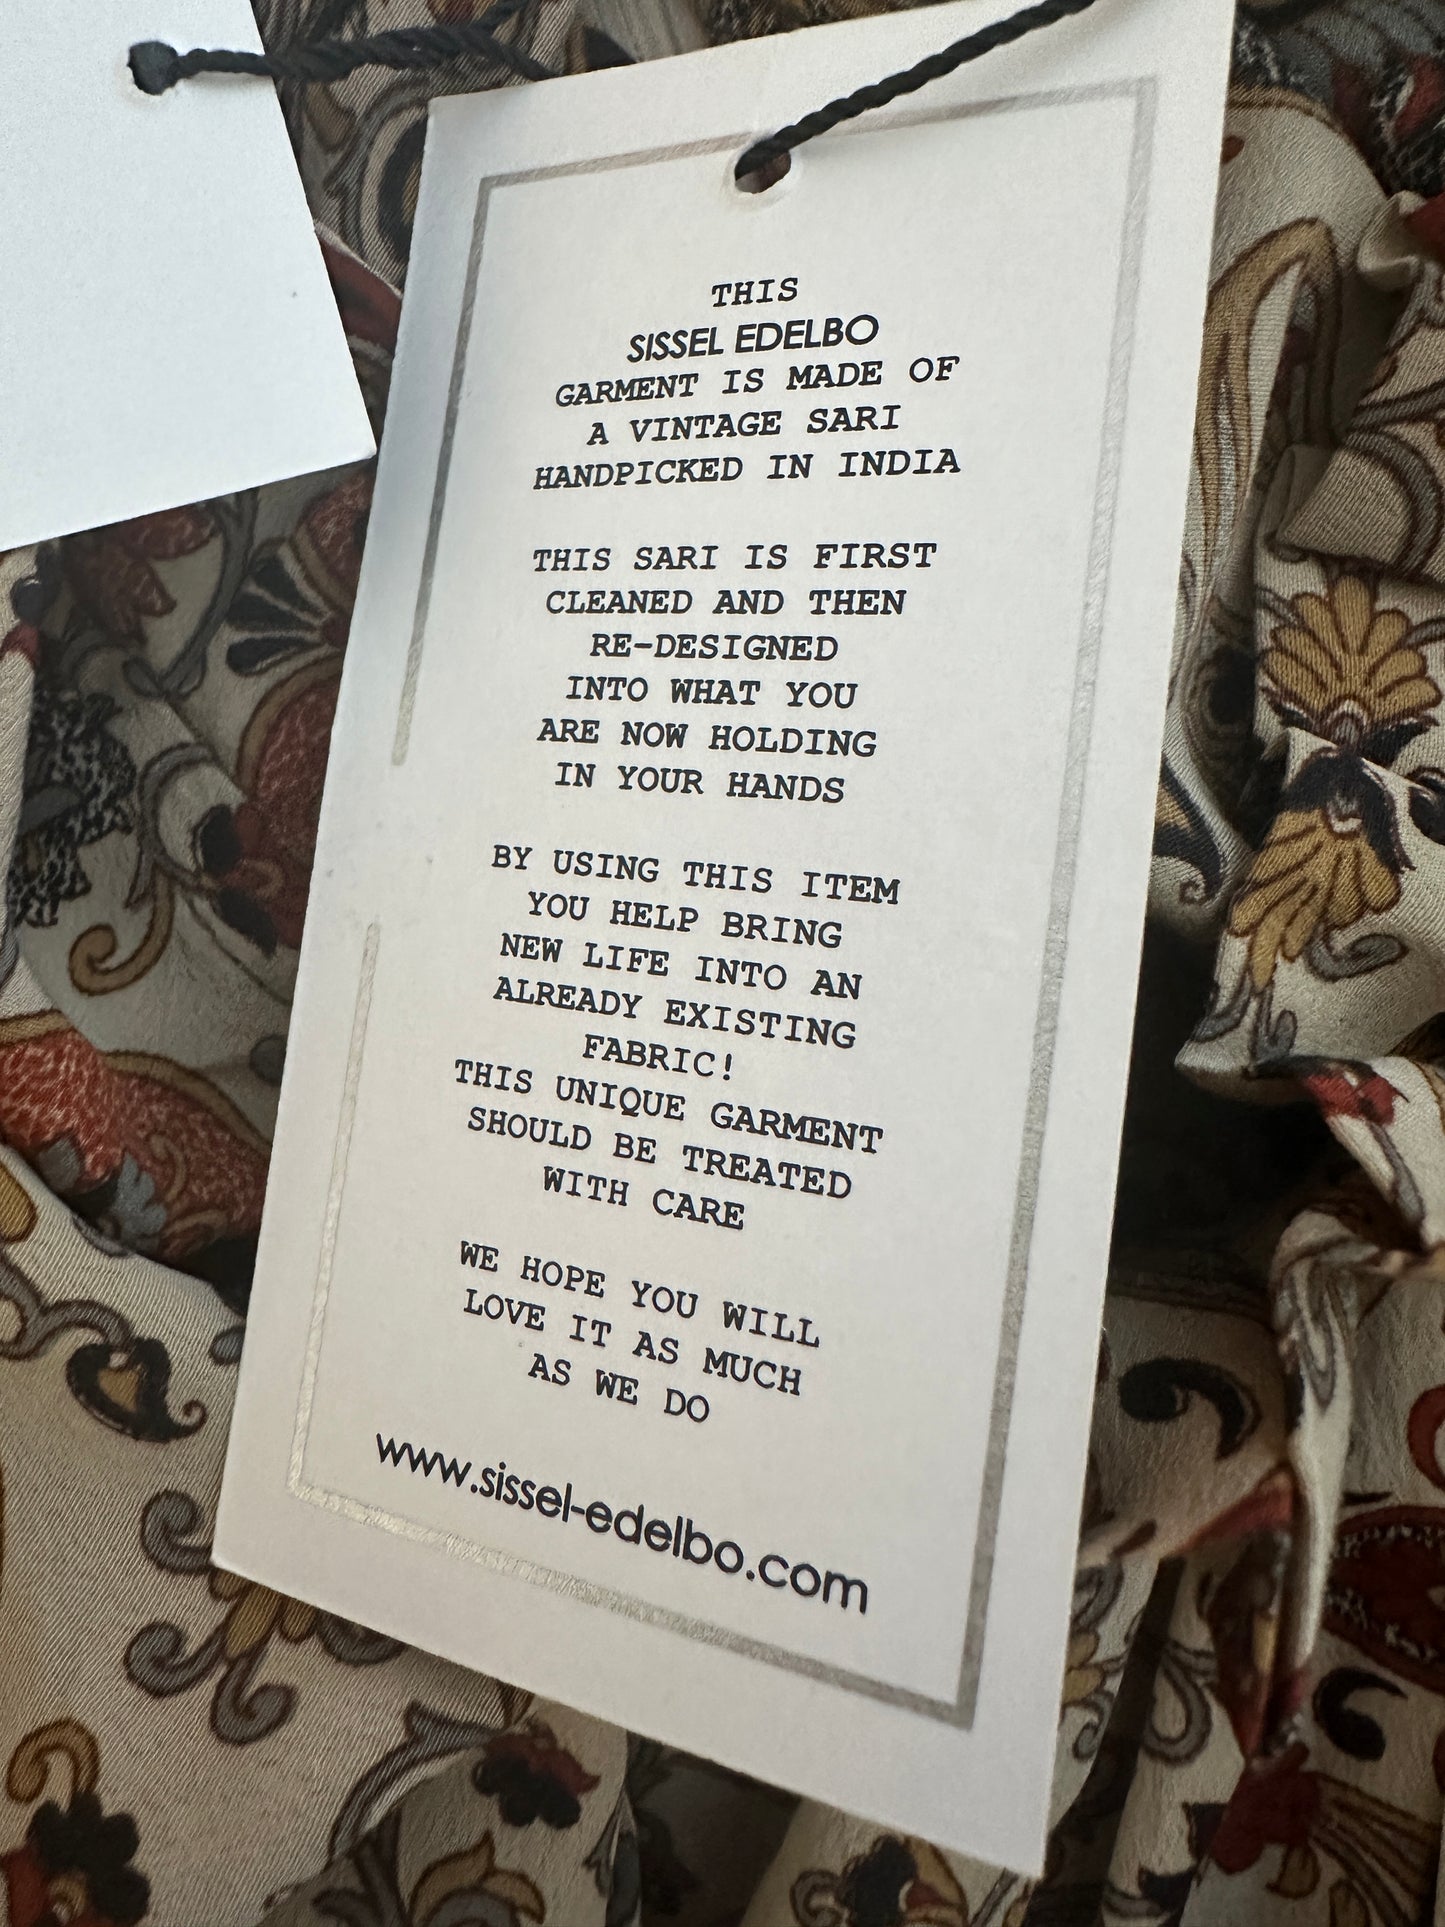 THIS
SISSEL EDELBO
GARMENT IS MADE OF
A VINTAGE SARI
HANDPICKED IN INDIA
THIS SARI IS FIRST
CLEANED AND THEN
RE-DESIGNED
INTO WHAT YOU
ARE NOW HOLDING
IN YOUR HANDS
BY USING THIS ITEM
YOU HELP BRING
NEW LIFE INTO AN
ALREADY EXISTING
FABRIC!
THIS UNIQUE GARMENT
SHOULD BE TREATED
WITH CARE
WE HOPE YOU WILL
LOVE IT AS MUCH
AS WE DO
www.sissel-edelbo.com